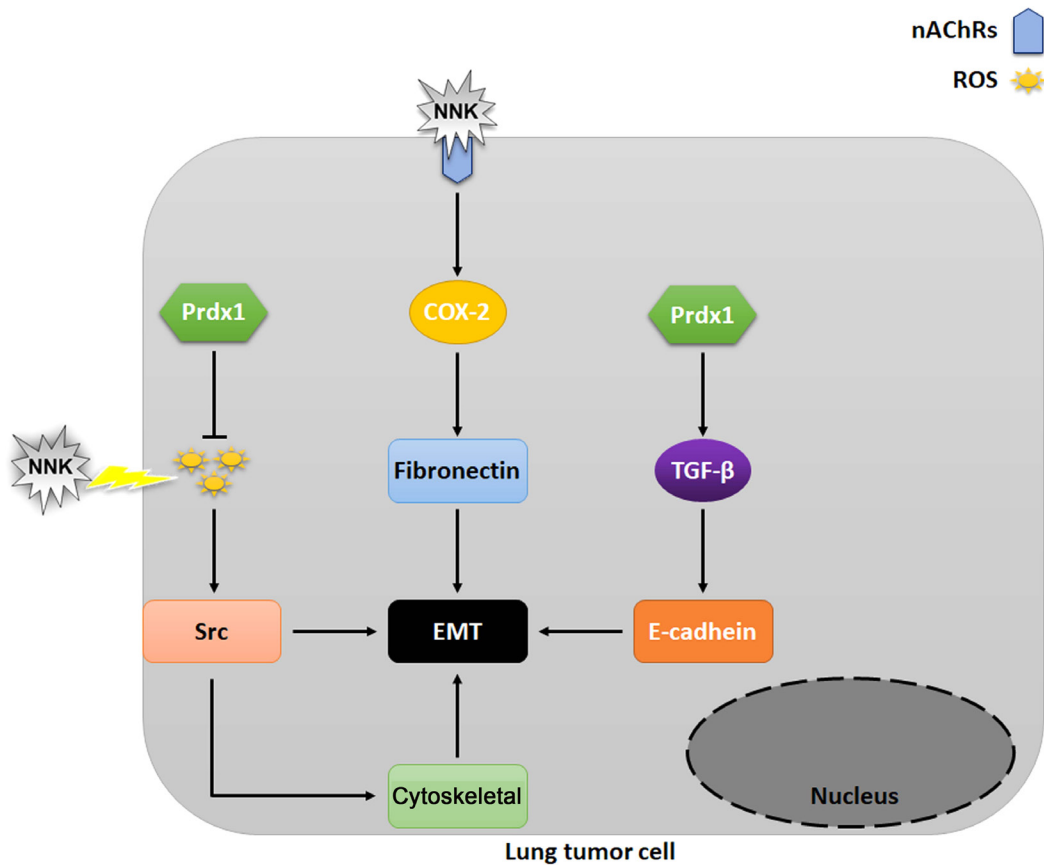 nAChRs
ROS
NNK
Prdx1
COX-2
Prdx1
NNK
Fibronectin
TGF-β
Src
EMT
E-cadhein
Cytoskeletal
Nucleus
Lung tumor cell